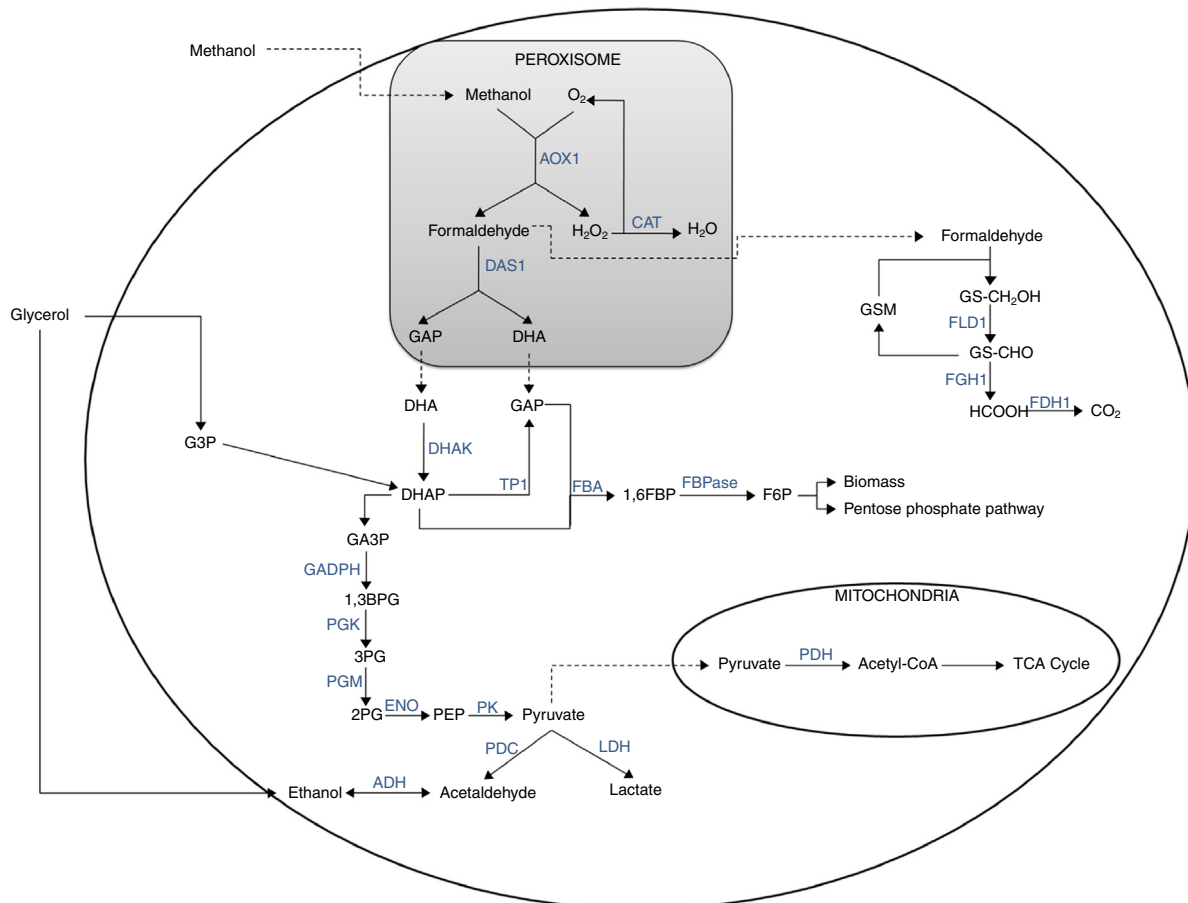 Methanol
PEROXISOME
Methanol
O₂
AOX1
Formaldehyde
H₂O₂
CAT
H₂O
DAS1
GAP
DHA
Formaldehyde
GSM
GS-CH₂OH
FLD1
GS-CHO
FGH1
HCOOH
FDH1
CO₂
Glycerol
G3P
DHA
GAP
DHAK
DHAP
TP1
FBA
1,6FBP
FBPase
F6P
Biomass
Pentose phosphate pathway
GA3P
GADPH
1,3BPG
PGK
3PG
PGM
2PG
ENO
PEP
PK
Pyruvate
MITOCHONDRIA
Pyruvate
PDH
Acetyl-CoA
TCA Cycle
PDC
LDH
Ethanol
ADH
Acetaldehyde
Lactate